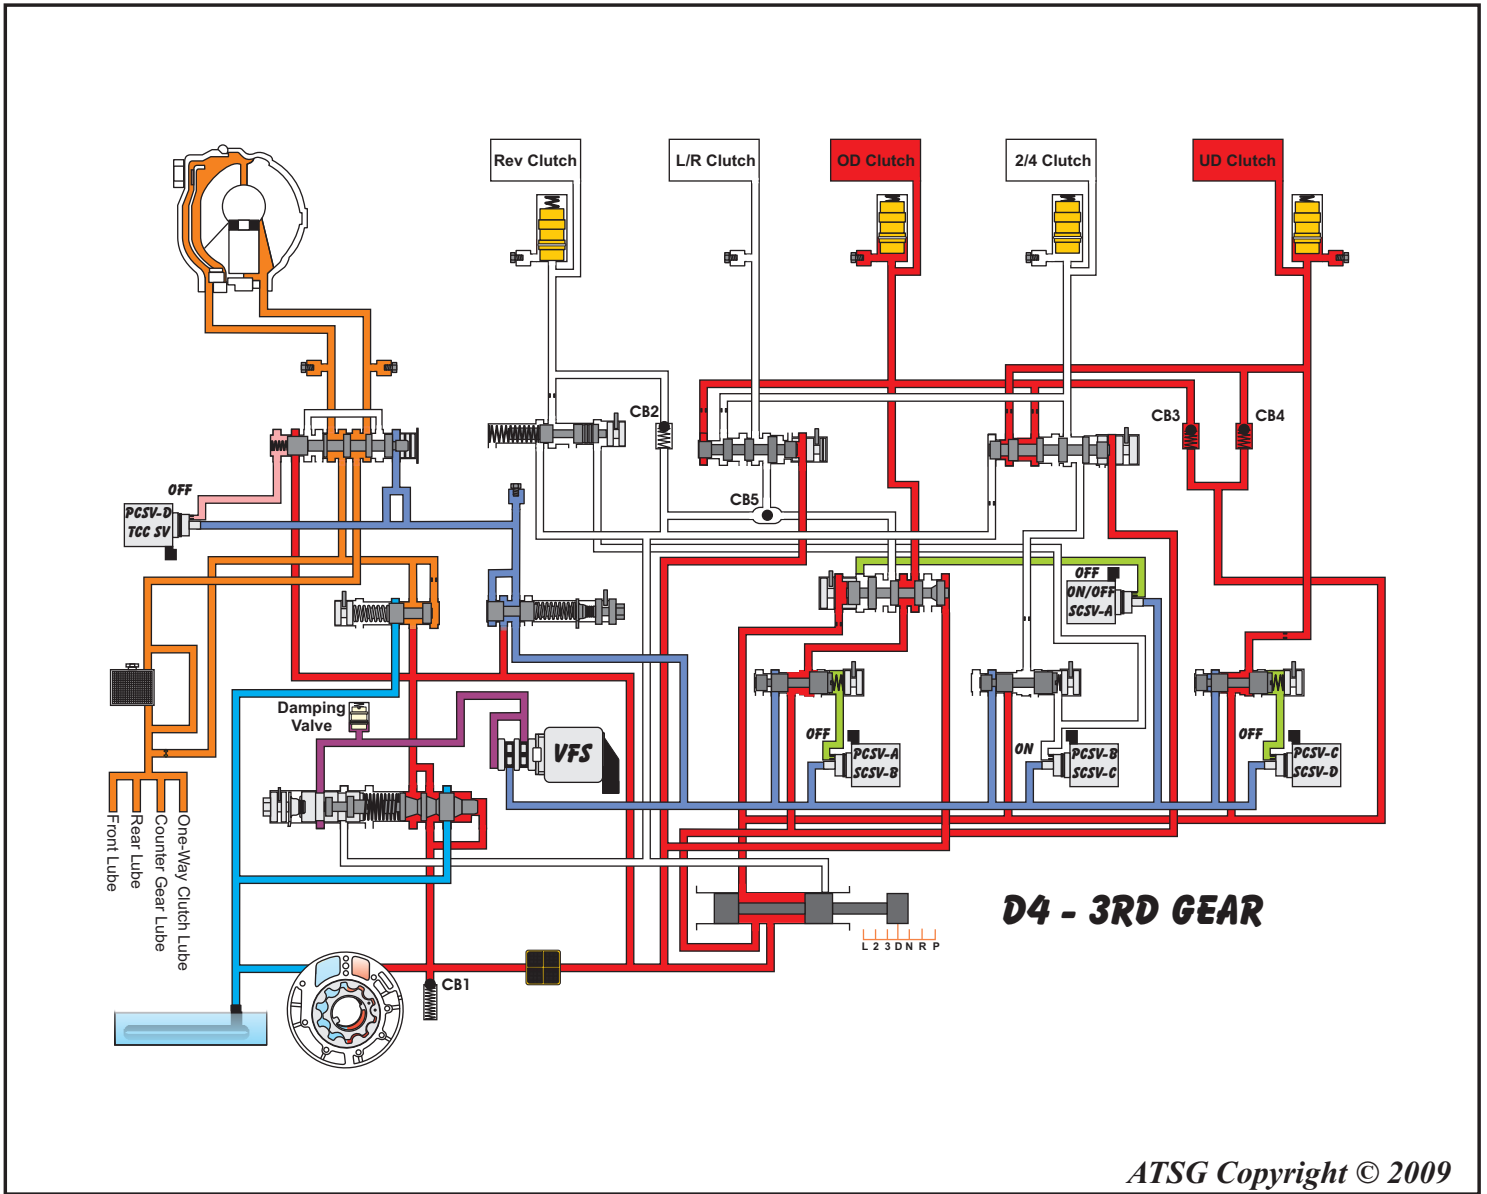 Rev Clutch
L/R Clutch
OD Clutch
2/4 Clutch
UD Clutch
CB2
CB3
CB4
CB5
OFF
PCSV-D
TCC SV
OFF
ON/OFF
SCSV-A
Damping
Valve
VFS
OFF
PCSV-A
SCSV-B
ON
PCSV-B
SCSV-C
OFF
PCSV-C
SCSV-D
Front Lube
Rear Lube
Counter Gear Lube
One-Way Clutch Lube
D4 - 3RD GEAR
L 2 3 D N R P
CB1
ATSG Copyright © 2009